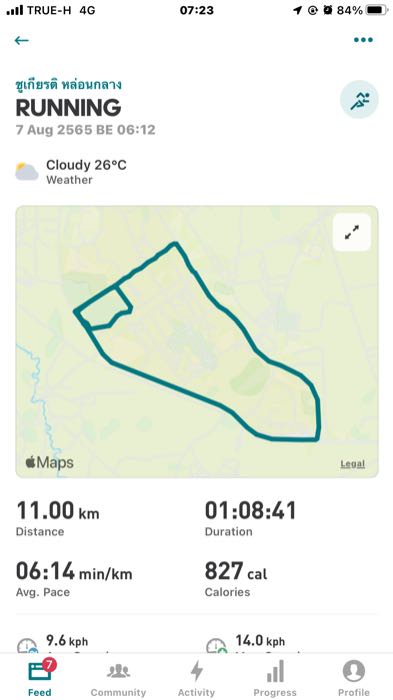 TRUE-H 4G 07:23 84%
ชูเกียรติ หล่อนกลาง
RUNNING
7 Aug 2565 BE 06:12
Cloudy 26°C
Weather
Maps
Legal
11.00 km 01:08:41
Distance Duration
06:14 min/km 827 cal
Avg. Pace Calories
9.6 kph 14.0 kph
7
Feed Community Activity Progress Profile